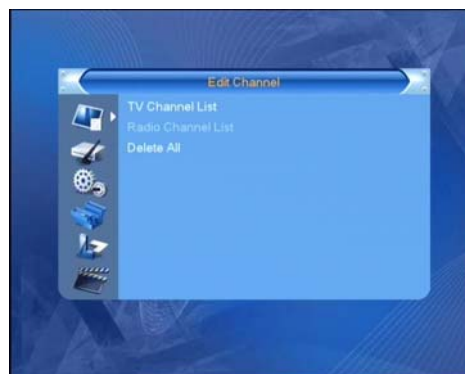 Edit Channel
TV Channel List
Radio Channel List
Delete All